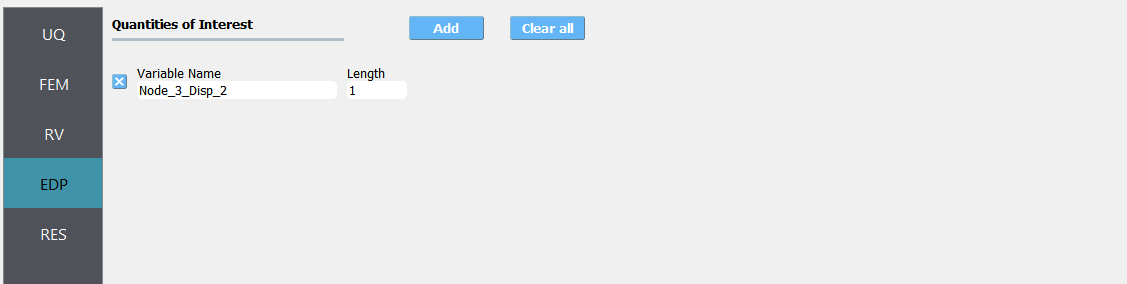 UQ
FEM
RV
EDP
RES
Quantities of Interest
Add
Clear all
Variable Name
Length
Node_3_Disp_2
1